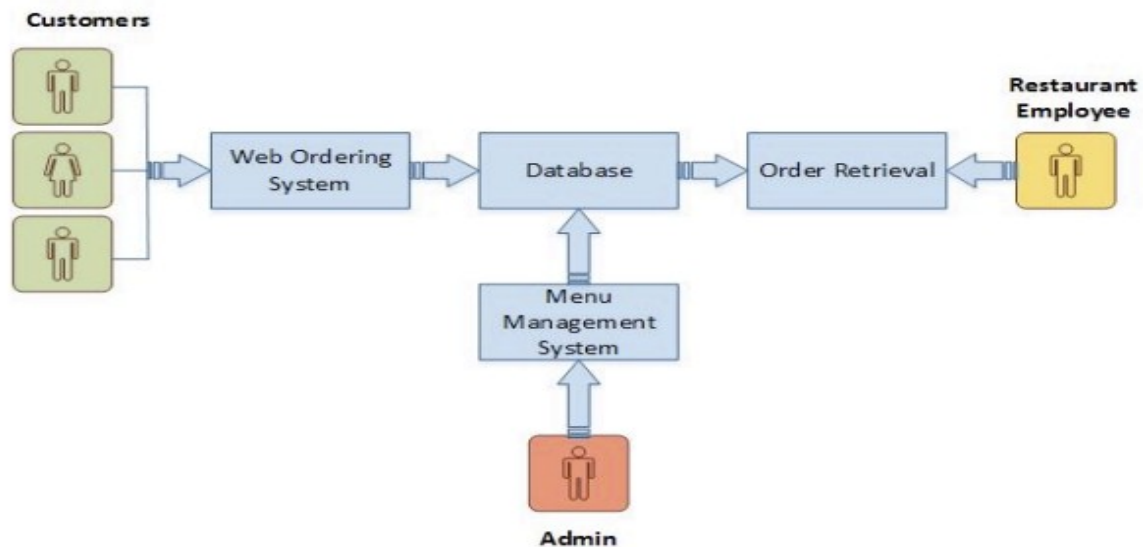 Customers
Restaurant
Employee
Web Ordering
System
Database
Order Retrieval
Menu
Management
System
Admin